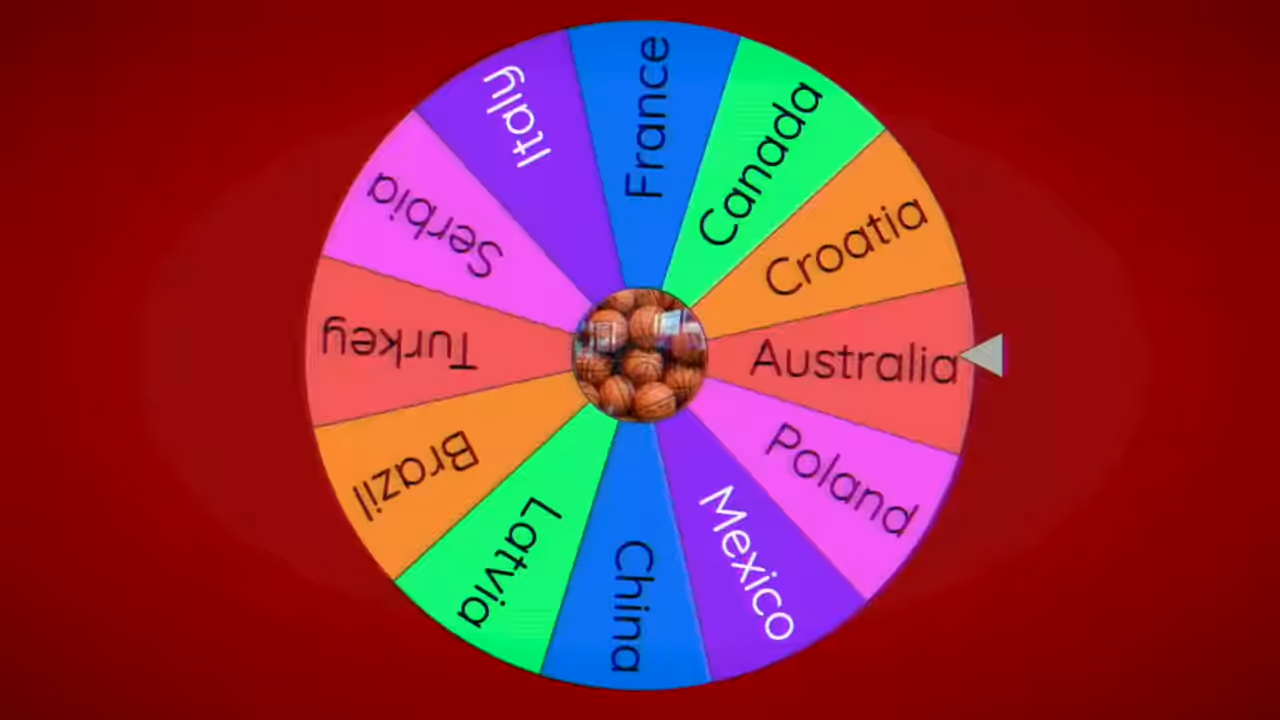 France
Canada
Croatia
Australia
Poland
Mexico
China
Latvia
Brazil
Turkey
Serbia
Italy